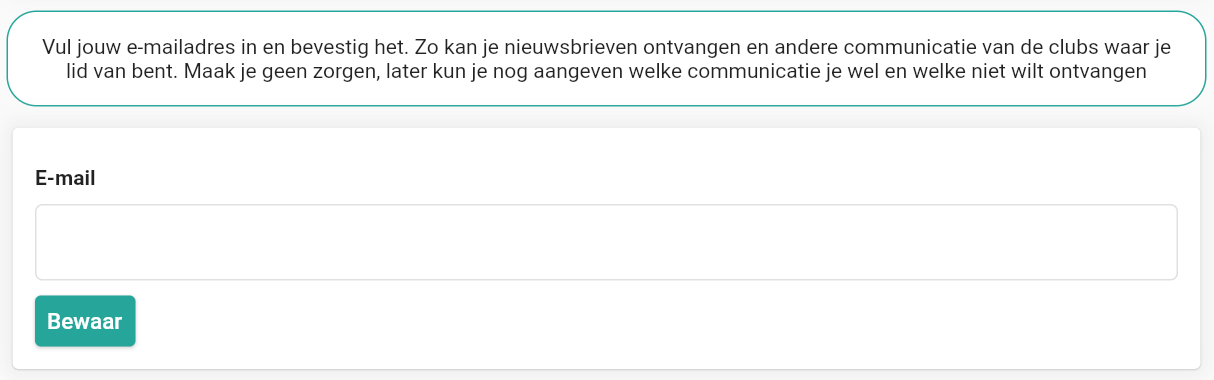 Vul jouw e-mailadres in en bevestig het. Zo kan je nieuwsbrieven ontvangen en andere communicatie van de clubs waar je
lid van bent. Maak je geen zorgen, later kun je nog aangeven welke communicatie je wel en welke niet wilt ontvangen
E-mail
Bewaar